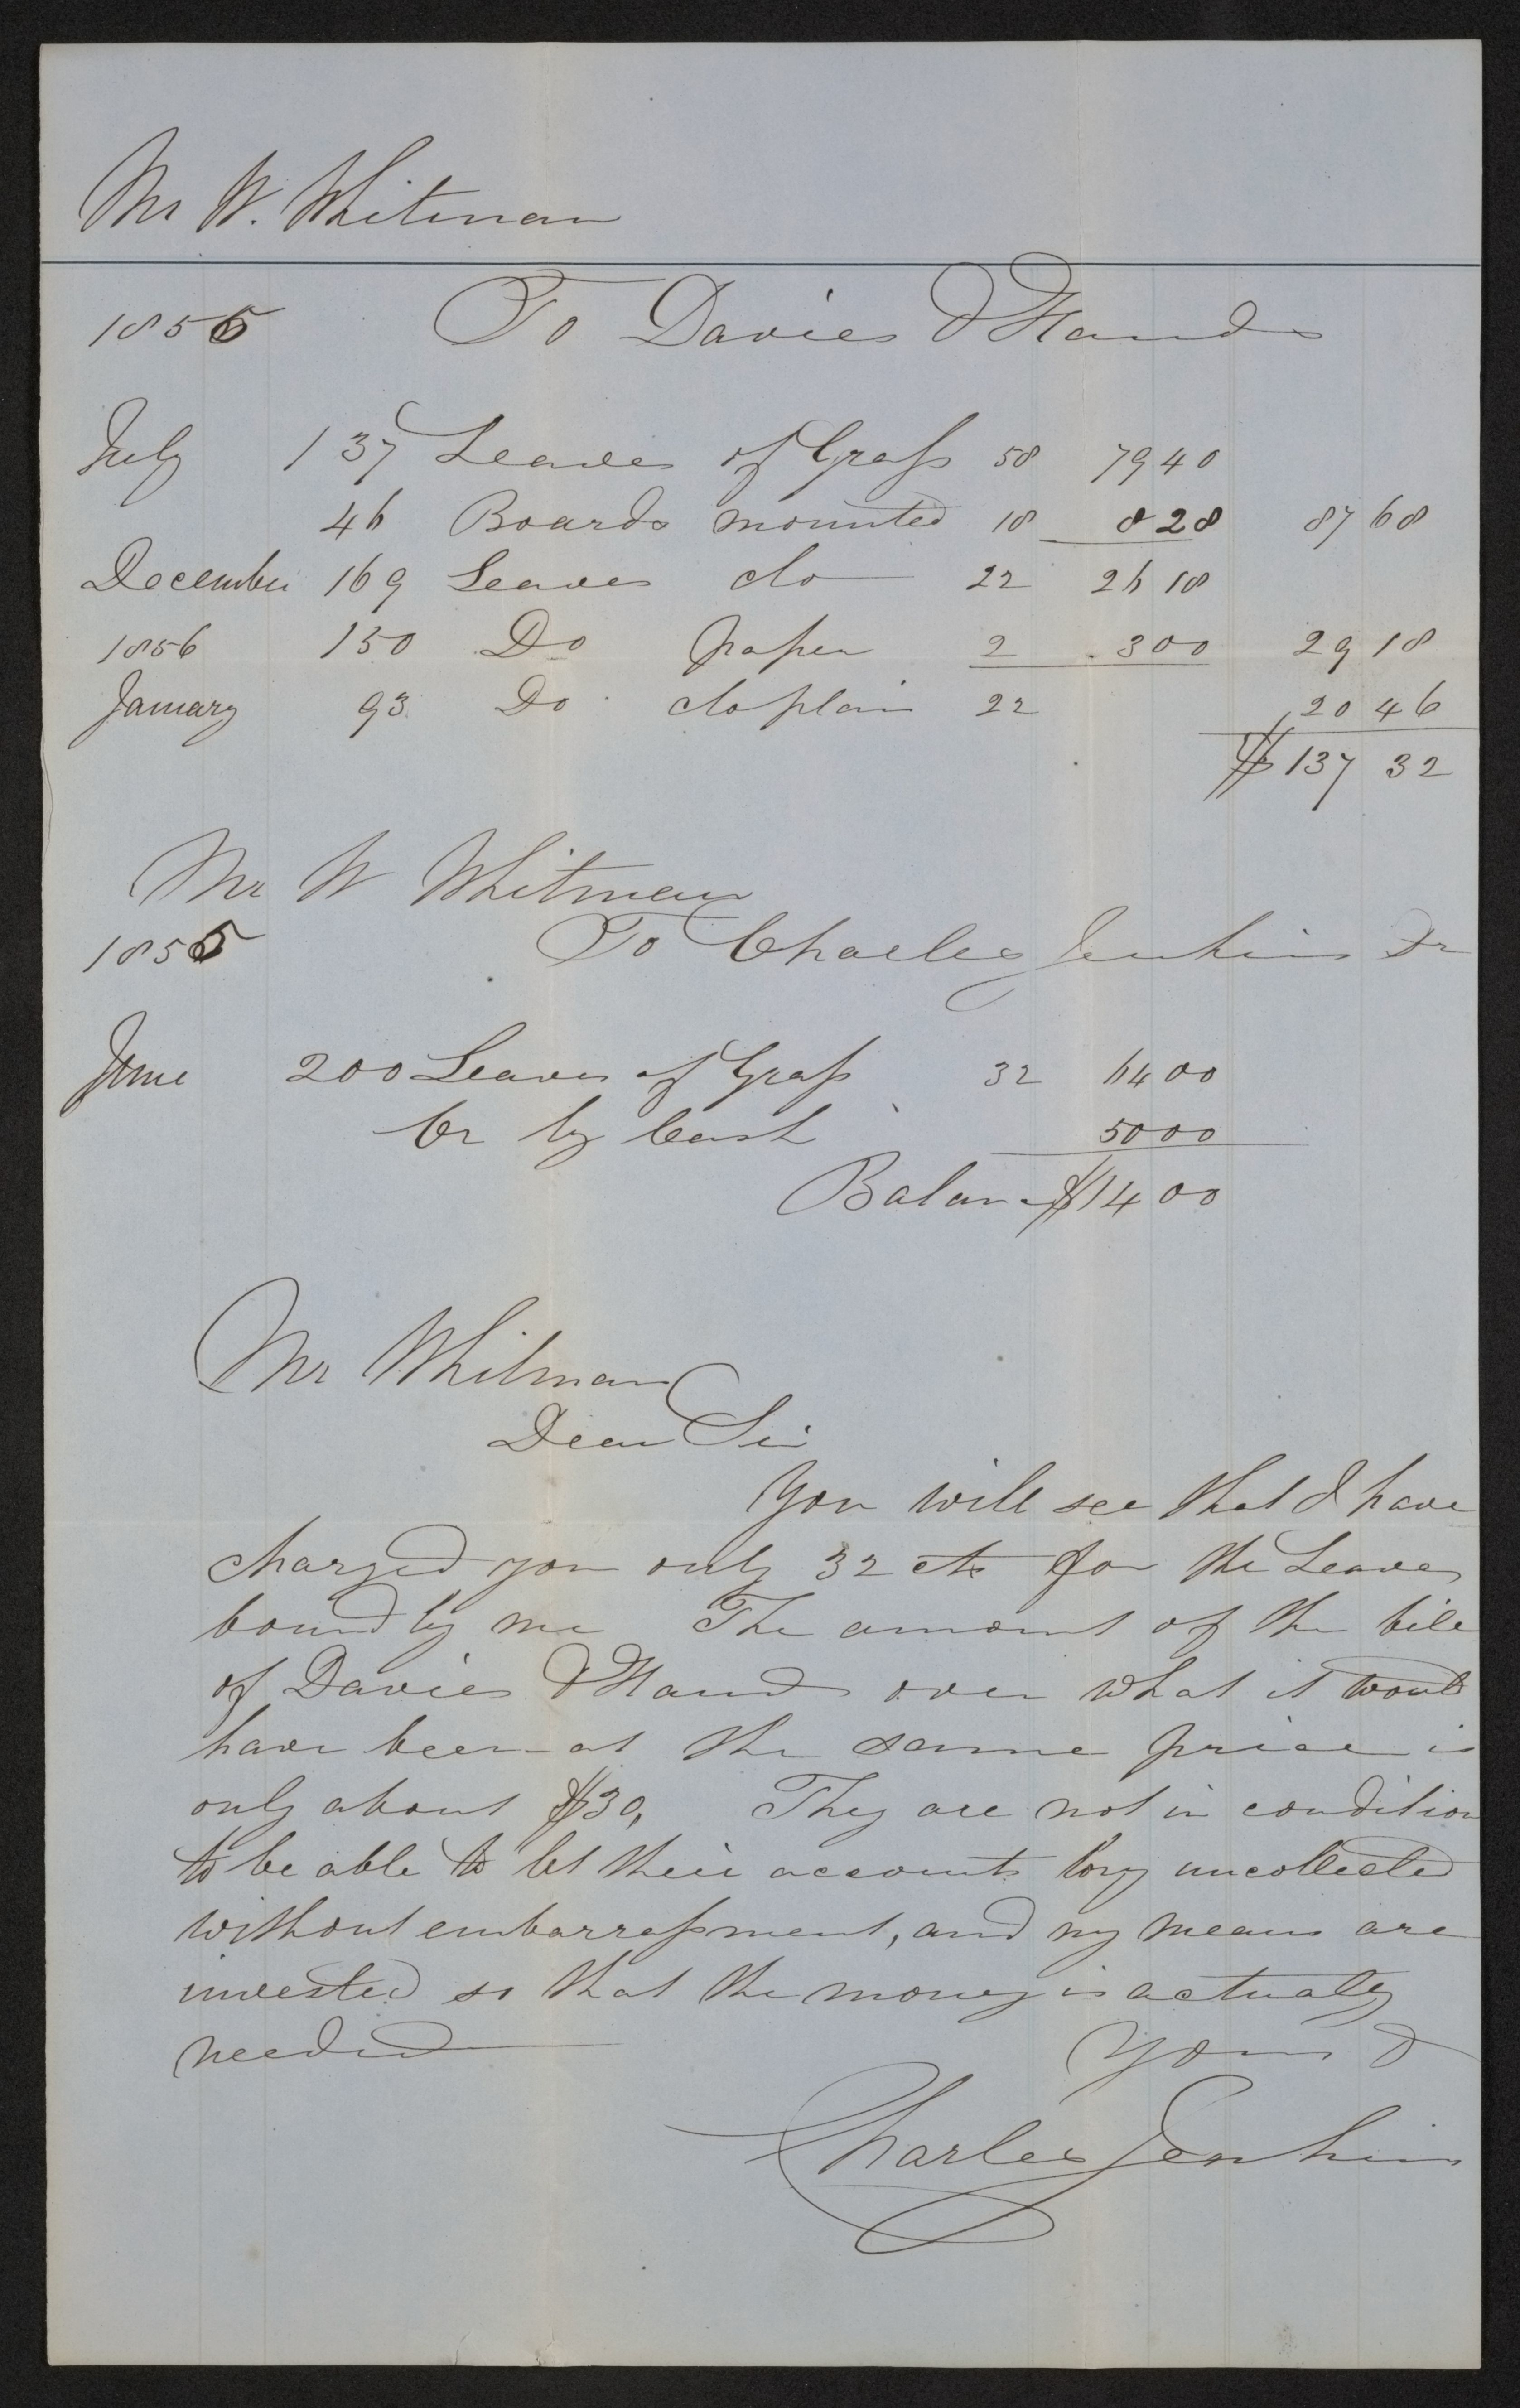 Mr W. Whitman
1855 To Davies & Hands
July 137 Leaves of Grass 58 79 40
46 Boards mounted 18 8 28 87 68
December 169 Leaves clo 22 26 18
1856 150 Do paper 2 3 00 29 18
January 93 Do clo plain 22 20 46
$137 32
Mr W Whitman
1855 To Charles Jenkins Dr
June 200 Leaves of Grass 32 64 00
Cr by Cash 50 00
Balan $14 00
Mr Whitman
Dear Sir
You will see that I have
charged you only 32 cts for the Leaves
bound by me The amount of the bill
of Davies & Hands over what it would
have been at the same price is
only about $30, They are not in condition
to be able to let their accounts long uncollected
without embarrassment, and my means are
invested so that the money is actually
needed Yours &
Charles Jenkins